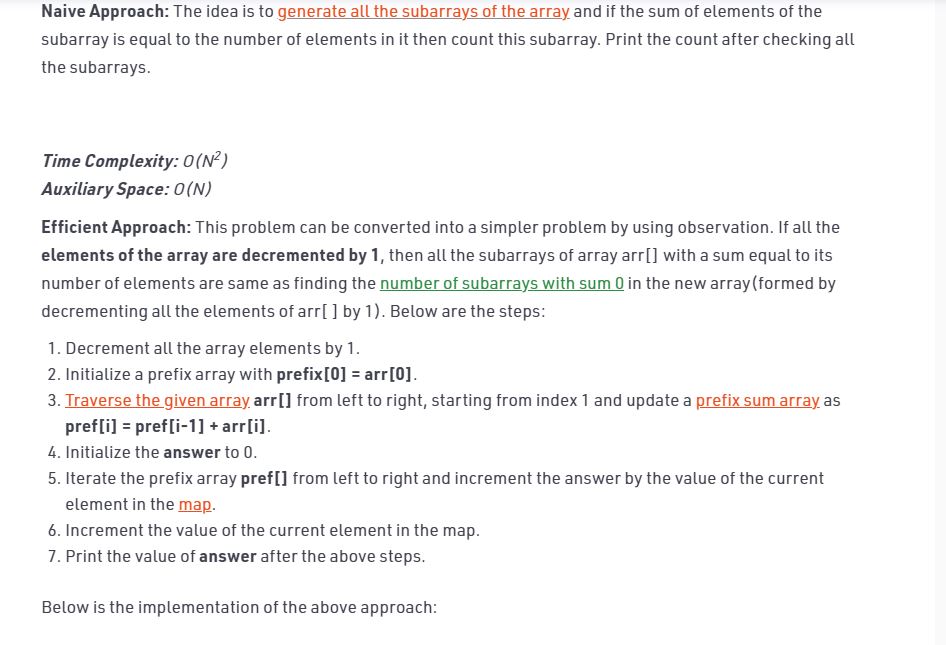 Naive Approach: The idea is to generate all the subarrays of the array and if the sum of elements of the
subarray is equal to the number of elements in it then count this subarray. Print the count after checking all
the subarrays.
Time Complexity: O(N²)
Auxiliary Space: O(N)
Efficient Approach: This problem can be converted into a simpler problem by using observation. If all the
elements of the array are decremented by 1, then all the subarrays of array arr[] with a sum equal to its
number of elements are same as finding the number of subarrays with sum 0 in the new array(formed by
decrementing all the elements of arr[ ] by 1). Below are the steps:
1. Decrement all the array elements by 1.
2. Initialize a prefix array with prefix[0] = arr[0].
3. Traverse the given array arr[] from left to right, starting from index 1 and update a prefix sum array as
pref[i] = pref[i-1] + arr[i].
4. Initialize the answer to 0.
5. Iterate the prefix array pref[] from left to right and increment the answer by the value of the current
element in the map.
6. Increment the value of the current element in the map.
7. Print the value of answer after the above steps.
Below is the implementation of the above approach: